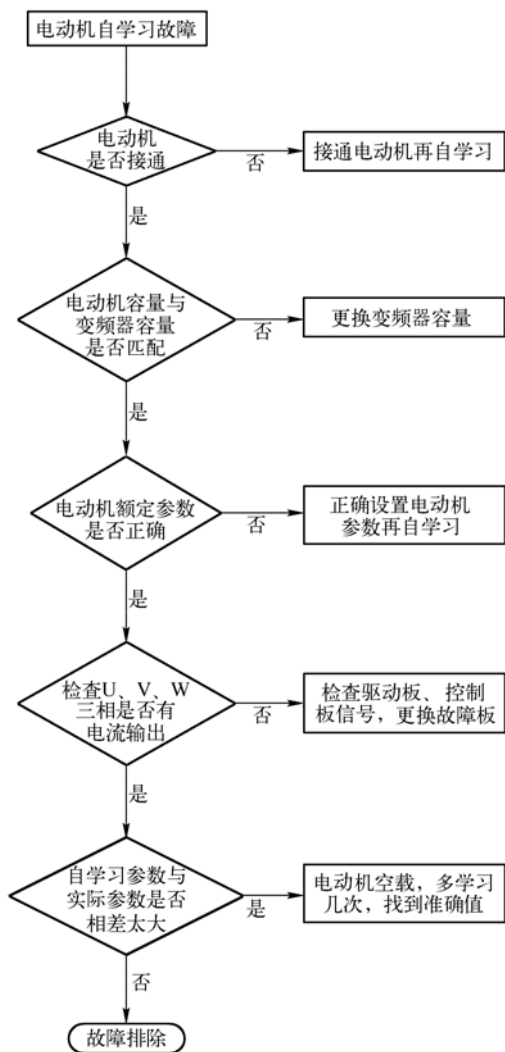 电动机自学习故障
电动机
是否接通
否
接通电动机再自学习
是
电动机容量与
变频器容量
是否匹配
否
更换变频器容量
是
电动机额定参数
是否正确
否
正确设置电动机
参数再自学习
是
检查U、V、W
三相是否有
电流输出
否
检查驱动板、控制
板信号，更换故障板
是
自学习参数与
实际参数是否
相差太大
是
电动机空载，多学习
几次，找到准确值
否
故障排除